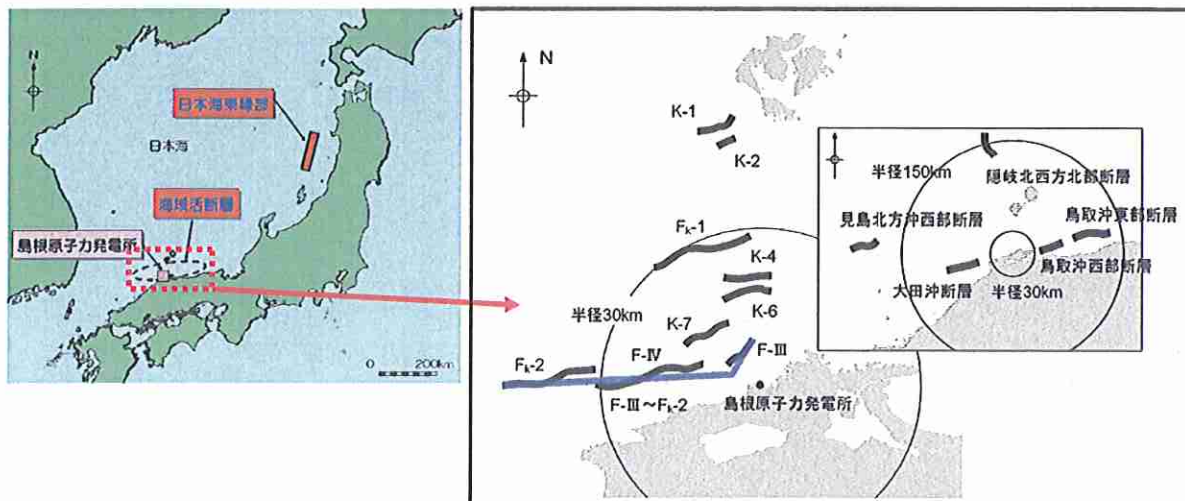 N
日本海東縁部
日本海
海域活断層
島根原子力発電所
0 200km
N
K-1
K-2
Fk-1
K-4
K-6
半径30km
K-7
F-Ⅳ
F-Ⅲ
Fk-2
F-Ⅲ～Fk-2
島根原子力発電所
半径150km
隠岐北西方北部断層
見島北方沖西部断層
鳥取沖東部断層
鳥取沖西部断層
大田沖断層
半径30km